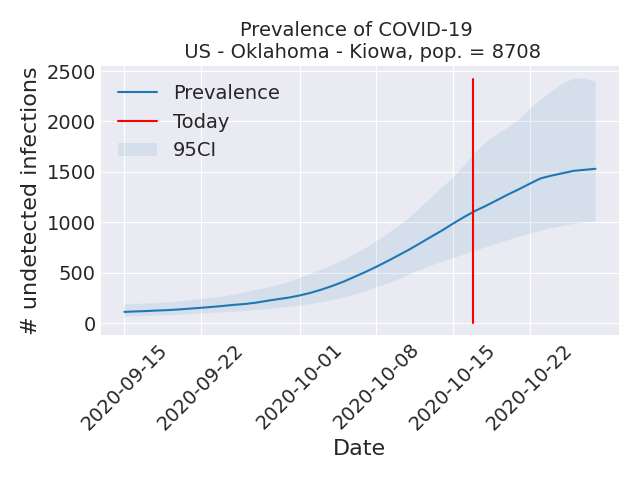 Prevalence of COVID-19
US - Oklahoma - Kiowa, pop. = 8708
# undetected infections
2500
2000
1500
1000
500
0
Prevalence
Today
95CI
2020-09-15
2020-09-22
2020-10-01
2020-10-08
2020-10-15
2020-10-22
Date